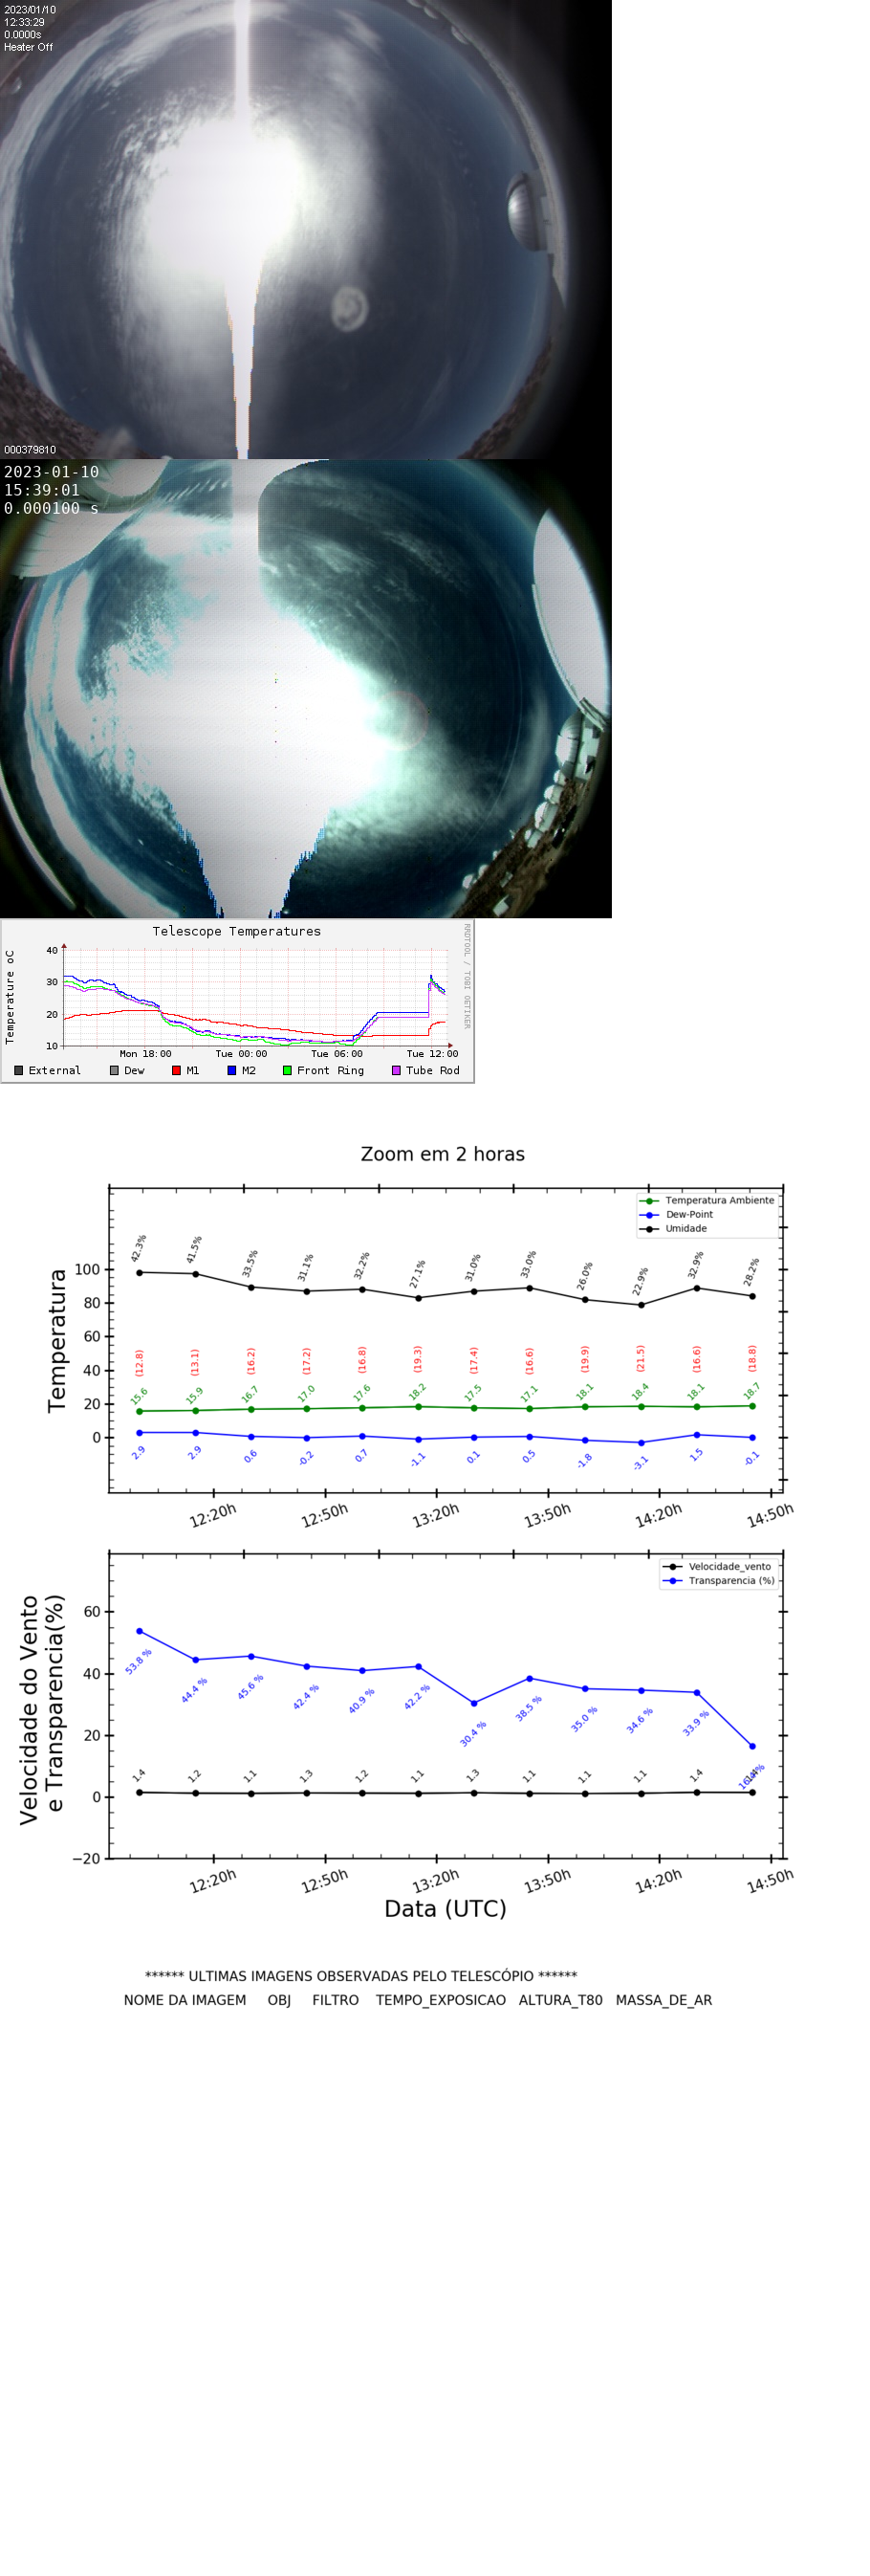 2023/01/10
12:33:29
0.0000s
Heater Off
000379810
2023-01-10
15:39:01
0.000100 s
Telescope Temperatures
RRDTOOL / TOBI OETIKER
Temperature oC
40
30
20
10
Mon 18:00 Tue 00:00 Tue 06:00 Tue 12:00
External Dew M1 M2 Front Ring Tube Rod
Zoom em 2 horas
Temperatura Ambiente
Dew-Point
Umidade
Temperatura
100
80
60
40
20
0
42.3% 41.5% 33.5% 31.1% 32.2% 27.1% 31.0% 33.0% 26.0% 22.9% 32.9% 28.2%
(12.8) (13.1) (16.2) (17.2) (16.8) (19.3) (17.4) (16.6) (19.9) (21.5) (16.6) (18.8)
15.6 15.9 16.7 17.0 17.6 18.2 17.5 17.1 18.1 18.4 18.1 18.7
2.9 2.9 0.6 -0.2 0.7 -1.1 0.1 0.5 -1.8 -3.1 1.5 -0.1
12:20h 12:50h 13:20h 13:50h 14:20h 14:50h
Velocidade_vento
Transparencia (%)
Velocidade do Vento
e Transparencia(%)
60
40
20
0
−20
53.8 % 44.4 % 45.6 % 42.4 % 40.9 % 42.2 % 30.4 % 38.5 % 35.0 % 34.6 % 33.9 %
1.4 1.2 1.1 1.3 1.2 1.1 1.3 1.1 1.1 1.1 1.4
12:20h 12:50h 13:20h 13:50h 14:20h 14:50h
Data (UTC)
****** ULTIMAS IMAGENS OBSERVADAS PELO TELESCÓPIO ******
NOME DA IMAGEM OBJ FILTRO TEMPO_EXPOSICAO ALTURA_T80 MASSA_DE_AR